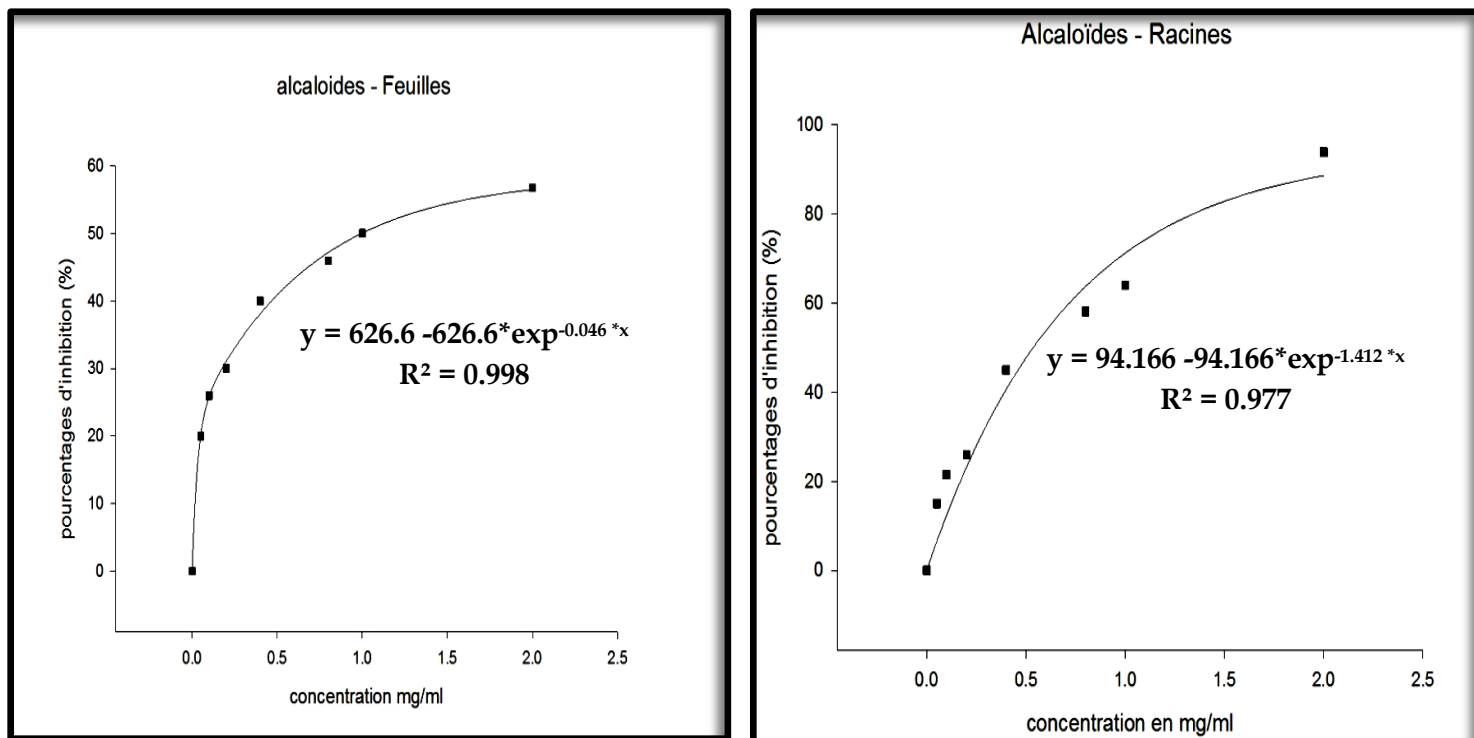 alcaloides - Feuilles
60
50
40
30
20
10
0
pourcentages d'inhibition (%)
y = 626.6 -626.6*exp-0.046 *x
R² = 0.998
0.0 0.5 1.0 1.5 2.0 2.5
concentration mg/ml
Alcaloïdes - Racines
100
80
60
40
20
0
pourcentages d'inhibition (%)
y = 94.166 -94.166*exp-1.412 *x
R² = 0.977
0.0 0.5 1.0 1.5 2.0 2.5
concentration en mg/ml